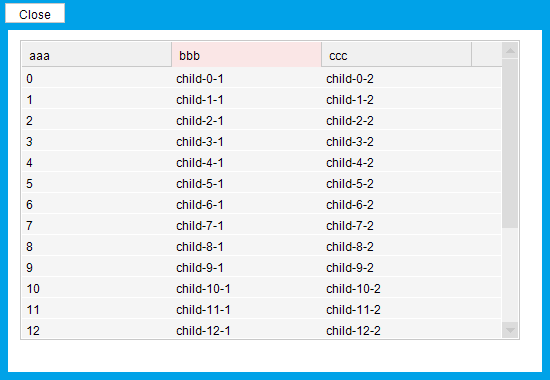 Close
aaa bbb ccc
0 child-0-1 child-0-2
1 child-1-1 child-1-2
2 child-2-1 child-2-2
3 child-3-1 child-3-2
4 child-4-1 child-4-2
5 child-5-1 child-5-2
6 child-6-1 child-6-2
7 child-7-1 child-7-2
8 child-8-1 child-8-2
9 child-9-1 child-9-2
10 child-10-1 child-10-2
11 child-11-1 child-11-2
12 child-12-1 child-12-2